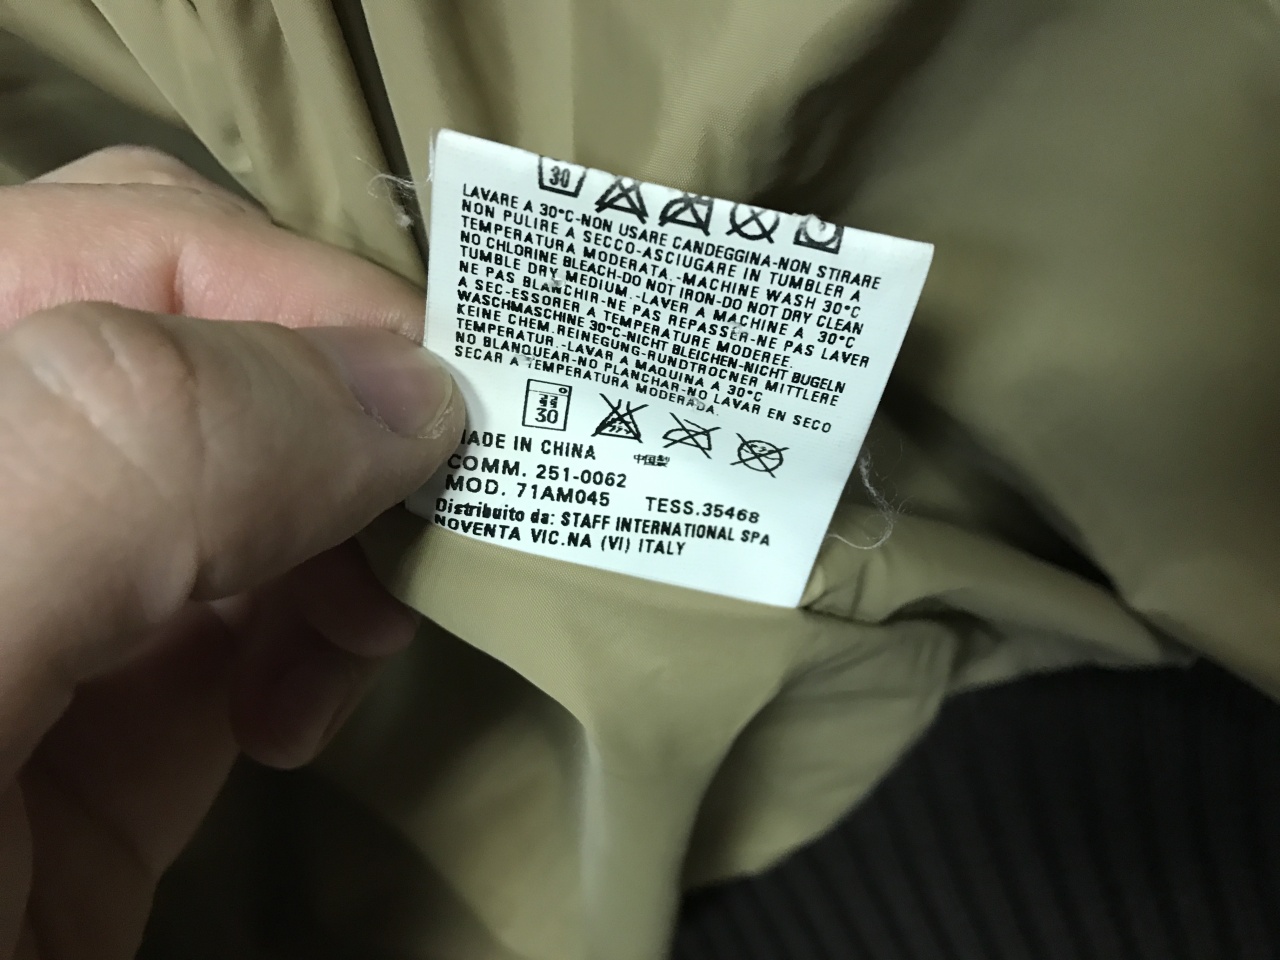 30
LAVARE A 30°C-NON USARE CANDEGGINA-NON STIRARE
NON PULIRE A SECCO-ASCIUGARE IN TUMBLER A
TEMPERATURA MODERATA.-MACHINE WASH 30°C
NO CHLORINE BLEACH-DO NOT IRON-DO NOT DRY CLEAN
TUMBLE DRY MEDIUM.-LAVER A MACHINE A 30°C
NE PAS BLANCHIR-NE PAS REPASSER-NE PAS LAVER
A SEC-ESSORER A TEMPERATURE MODEREE.
WASCHMASCHINE 30°C-NICHT BLEICHEN-NICHT BUGELN
KEINE CHEM.REINEGUNG-RUNDTROCNER MITTLERE
TEMPERATUR.-LAVAR A MAQUINA A 30°C
NO BLANQUEAR-NO PLANCHAR-NO LAVAR EN SECO
SECAR A TEMPERATURA MODERADA.
30
MADE IN CHINA 中国製
COMM. 251-0062
MOD. 71AM045 TESS.35468
Distribuito da: STAFF INTERNATIONAL SPA
NOVENTA VIC.NA (VI) ITALY